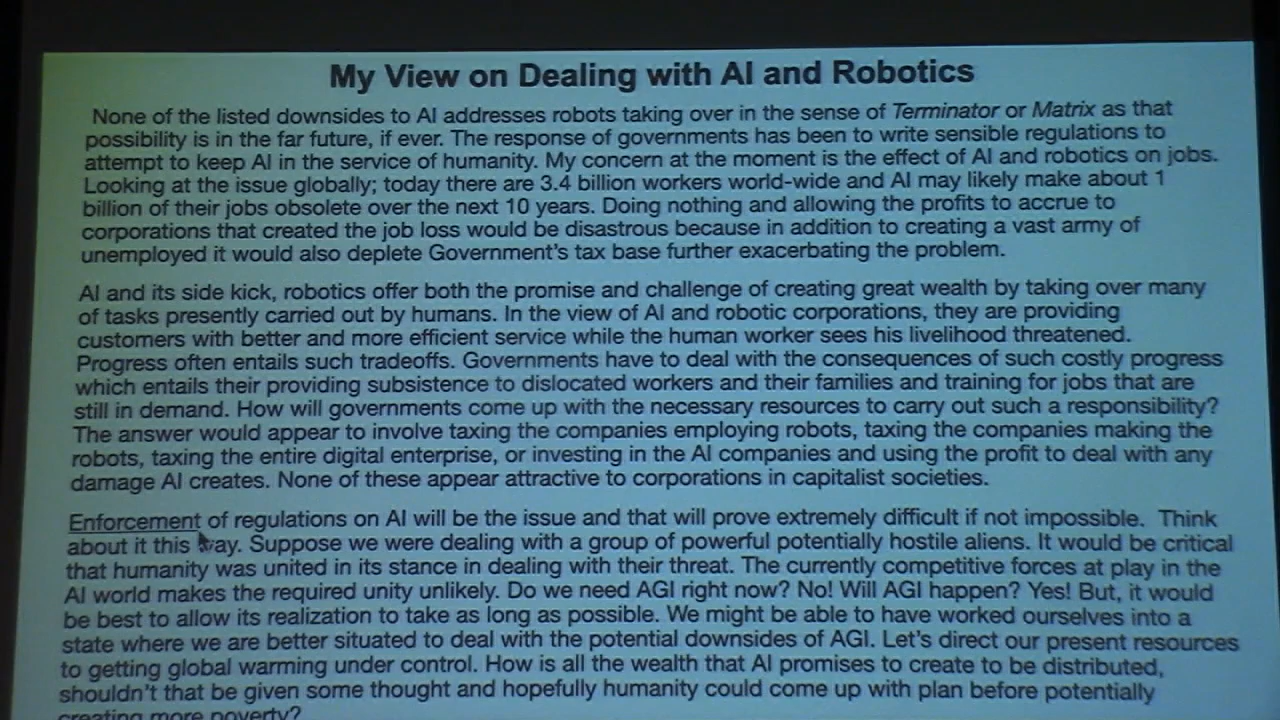 My View on Dealing with AI and Robotics
None of the listed downsides to AI addresses robots taking over in the sense of Terminator or Matrix as that
possibility is in the far future, if ever. The response of governments has been to write sensible regulations to
attempt to keep AI in the service of humanity. My concern at the moment is the effect of AI and robotics on jobs.
Looking at the issue globally; today there are 3.4 billion workers world-wide and AI may likely make about 1
billion of their jobs obsolete over the next 10 years. Doing nothing and allowing the profits to accrue to
corporations that created the job loss would be disastrous because in addition to creating a vast army of
unemployed it would also deplete Government's tax base further exacerbating the problem.
AI and its side kick, robotics offer both the promise and challenge of creating great wealth by taking over many
of tasks presently carried out by humans. In the view of AI and robotic corporations, they are providing
customers with better and more efficient service while the human worker sees his livelihood threatened.
Progress often entails such tradeoffs. Governments have to deal with the consequences of such costly progress
which entails their providing subsistence to dislocated workers and their families and training for jobs that are
still in demand. How will governments come up with the necessary resources to carry out such a responsibility?
The answer would appear to involve taxing the companies employing robots, taxing the companies making the
robots, taxing the entire digital enterprise, or investing in the AI companies and using the profit to deal with any
damage AI creates. None of these appear attractive to corporations in capitalist societies.
Enforcement of regulations on AI will be the issue and that will prove extremely difficult if not impossible. Think
about it this way. Suppose we were dealing with a group of powerful potentially hostile aliens. It would be critical
that humanity was united in its stance in dealing with their threat. The currently competitive forces at play in the
AI world makes the required unity unlikely. Do we need AGI right now? No! Will AGI happen? Yes! But, it would
be best to allow its realization to take as long as possible. We might be able to have worked ourselves into a
state where we are better situated to deal with the potential downsides of AGI. Let's direct our present resources
to getting global warming under control. How is all the wealth that AI promises to create to be distributed,
shouldn't that be given some thought and hopefully humanity could come up with plan before potentially
creating more poverty?